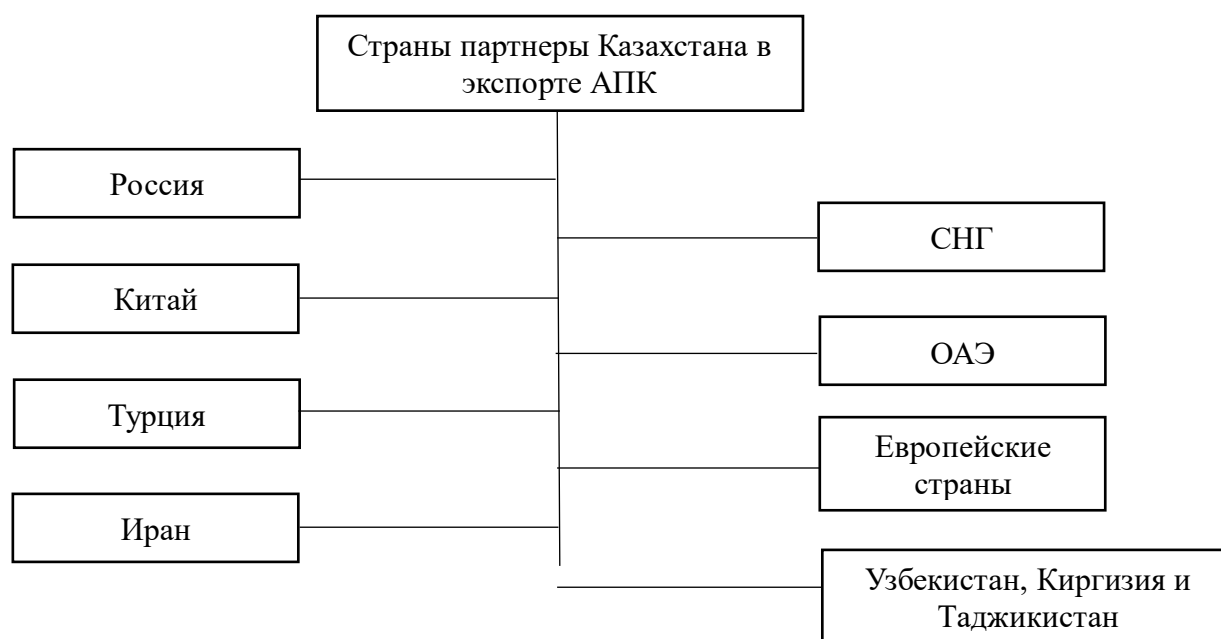 Страны партнеры Казахстана в
экспорте АПК
Россия
СНГ
Китай
ОАЭ
Турция
Европейские
страны
Иран
Узбекистан, Киргизия и
Таджикистан